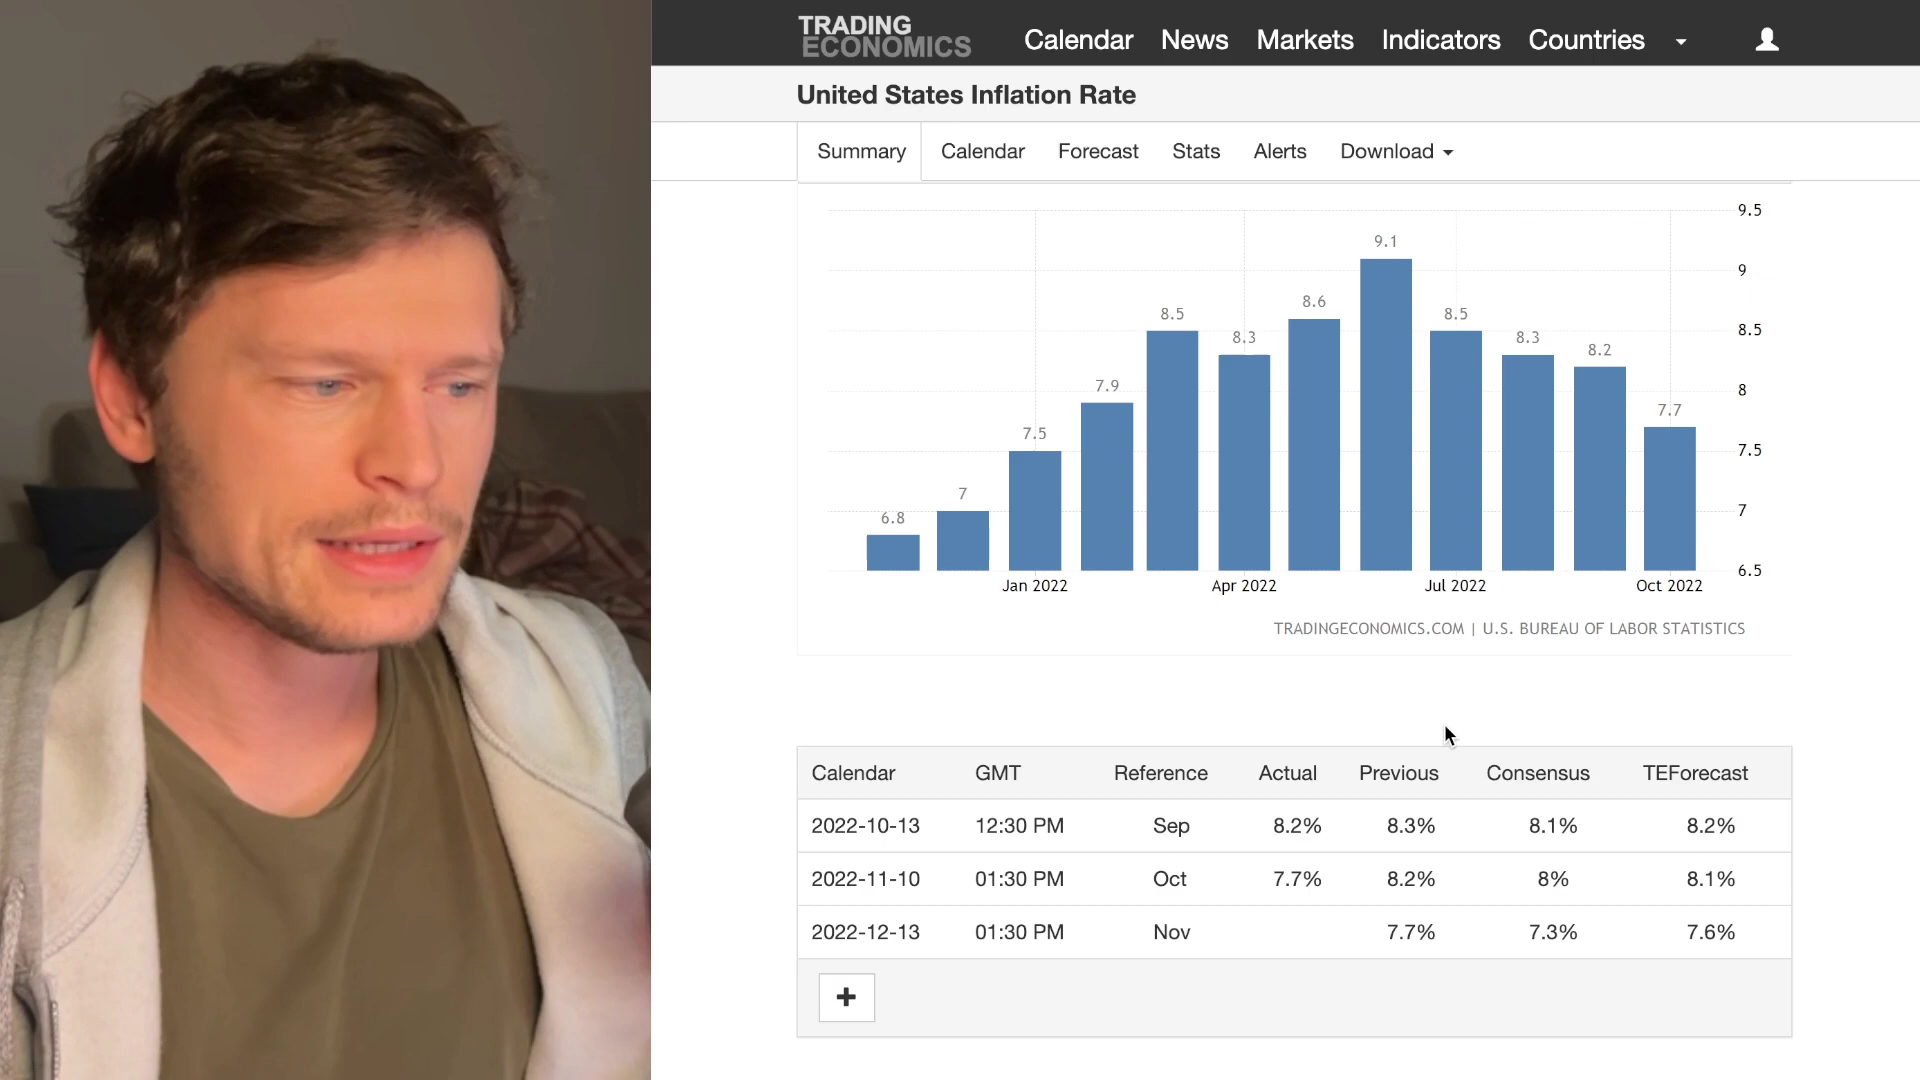 TRADING
ECONOMICS
Calendar News Markets Indicators Countries
United States Inflation Rate
Summary Calendar Forecast Stats Alerts Download
9.5
9
8.5
8
7.5
7
6.5
6.8 7 7.5 7.9 8.5 8.3 8.6 9.1 8.5 8.3 8.2 7.7
Jan 2022 Apr 2022 Jul 2022 Oct 2022
TRADINGECONOMICS.COM | U.S. BUREAU OF LABOR STATISTICS
Calendar GMT Reference Actual Previous Consensus TEForecast
2022-10-13 12:30 PM Sep 8.2% 8.3% 8.1% 8.2%
2022-11-10 01:30 PM Oct 7.7% 8.2% 8% 8.1%
2022-12-13 01:30 PM Nov 7.7% 7.3% 7.6%
+